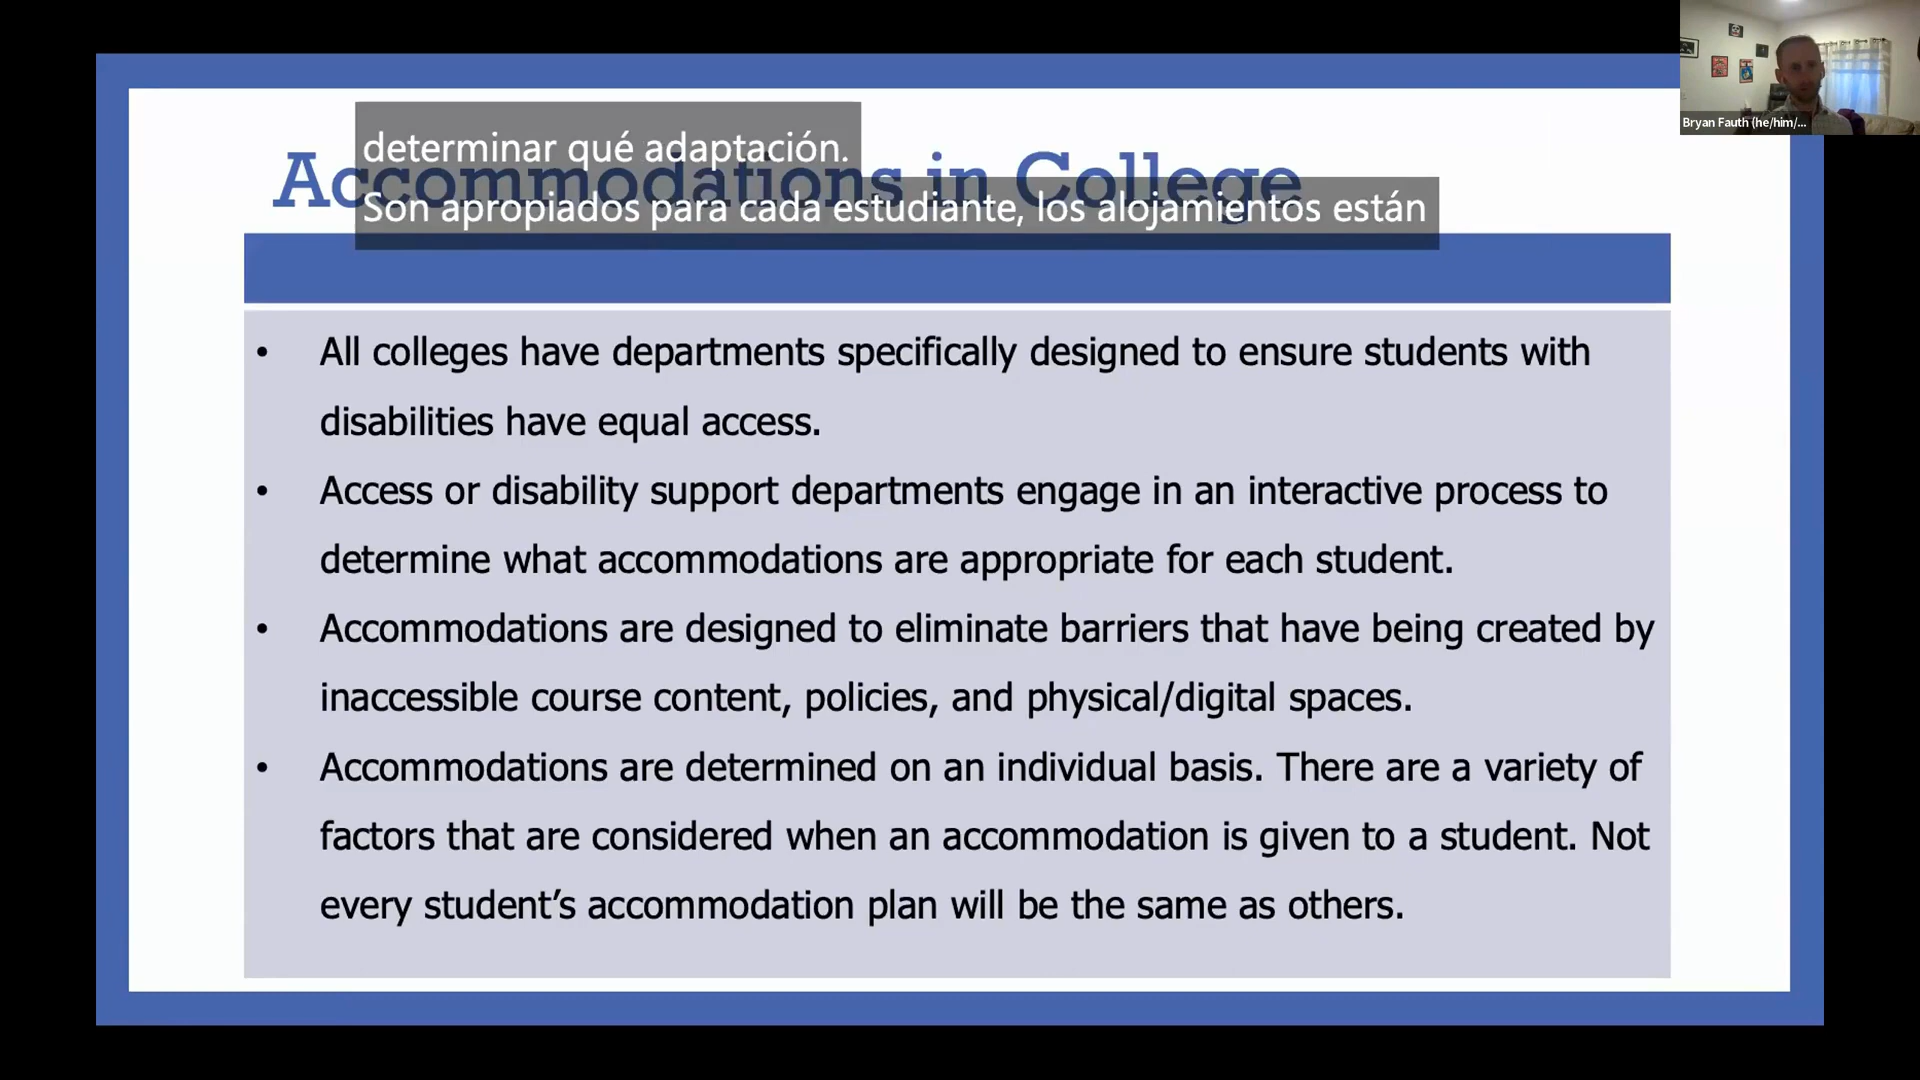 Bryan Fauth (he/him/...
determinar qué adaptación.
Accommodations in College
Son apropiados para cada estudiante, los alojamientos están
• All colleges have departments specifically designed to ensure students with
disabilities have equal access.
• Access or disability support departments engage in an interactive process to
determine what accommodations are appropriate for each student.
• Accommodations are designed to eliminate barriers that have being created by
inaccessible course content, policies, and physical/digital spaces.
• Accommodations are determined on an individual basis. There are a variety of
factors that are considered when an accommodation is given to a student. Not
every student’s accommodation plan will be the same as others.